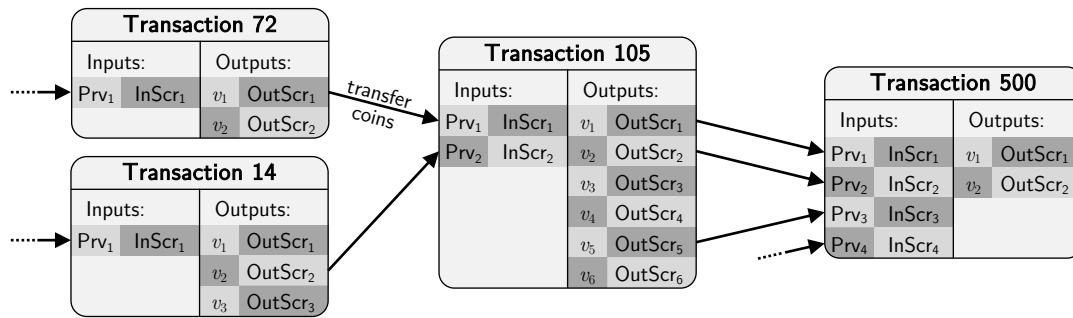 Transaction 72
Inputs: Outputs:
Prv₁ InScr₁ v₁ OutScr₁
v₂ OutScr₂
Transaction 14
Inputs: Outputs:
Prv₁ InScr₁ v₁ OutScr₁
v₂ OutScr₂
v₃ OutScr₃
transfer
coins
Transaction 105
Inputs: Outputs:
Prv₁ InScr₁ v₁ OutScr₁
Prv₂ InScr₂ v₂ OutScr₂
v₃ OutScr₃
v₄ OutScr₄
v₅ OutScr₅
v₆ OutScr₆
Transaction 500
Inputs: Outputs:
Prv₁ InScr₁ v₁ OutScr₁
Prv₂ InScr₂ v₂ OutScr₂
Prv₃ InScr₃
Prv₄ InScr₄